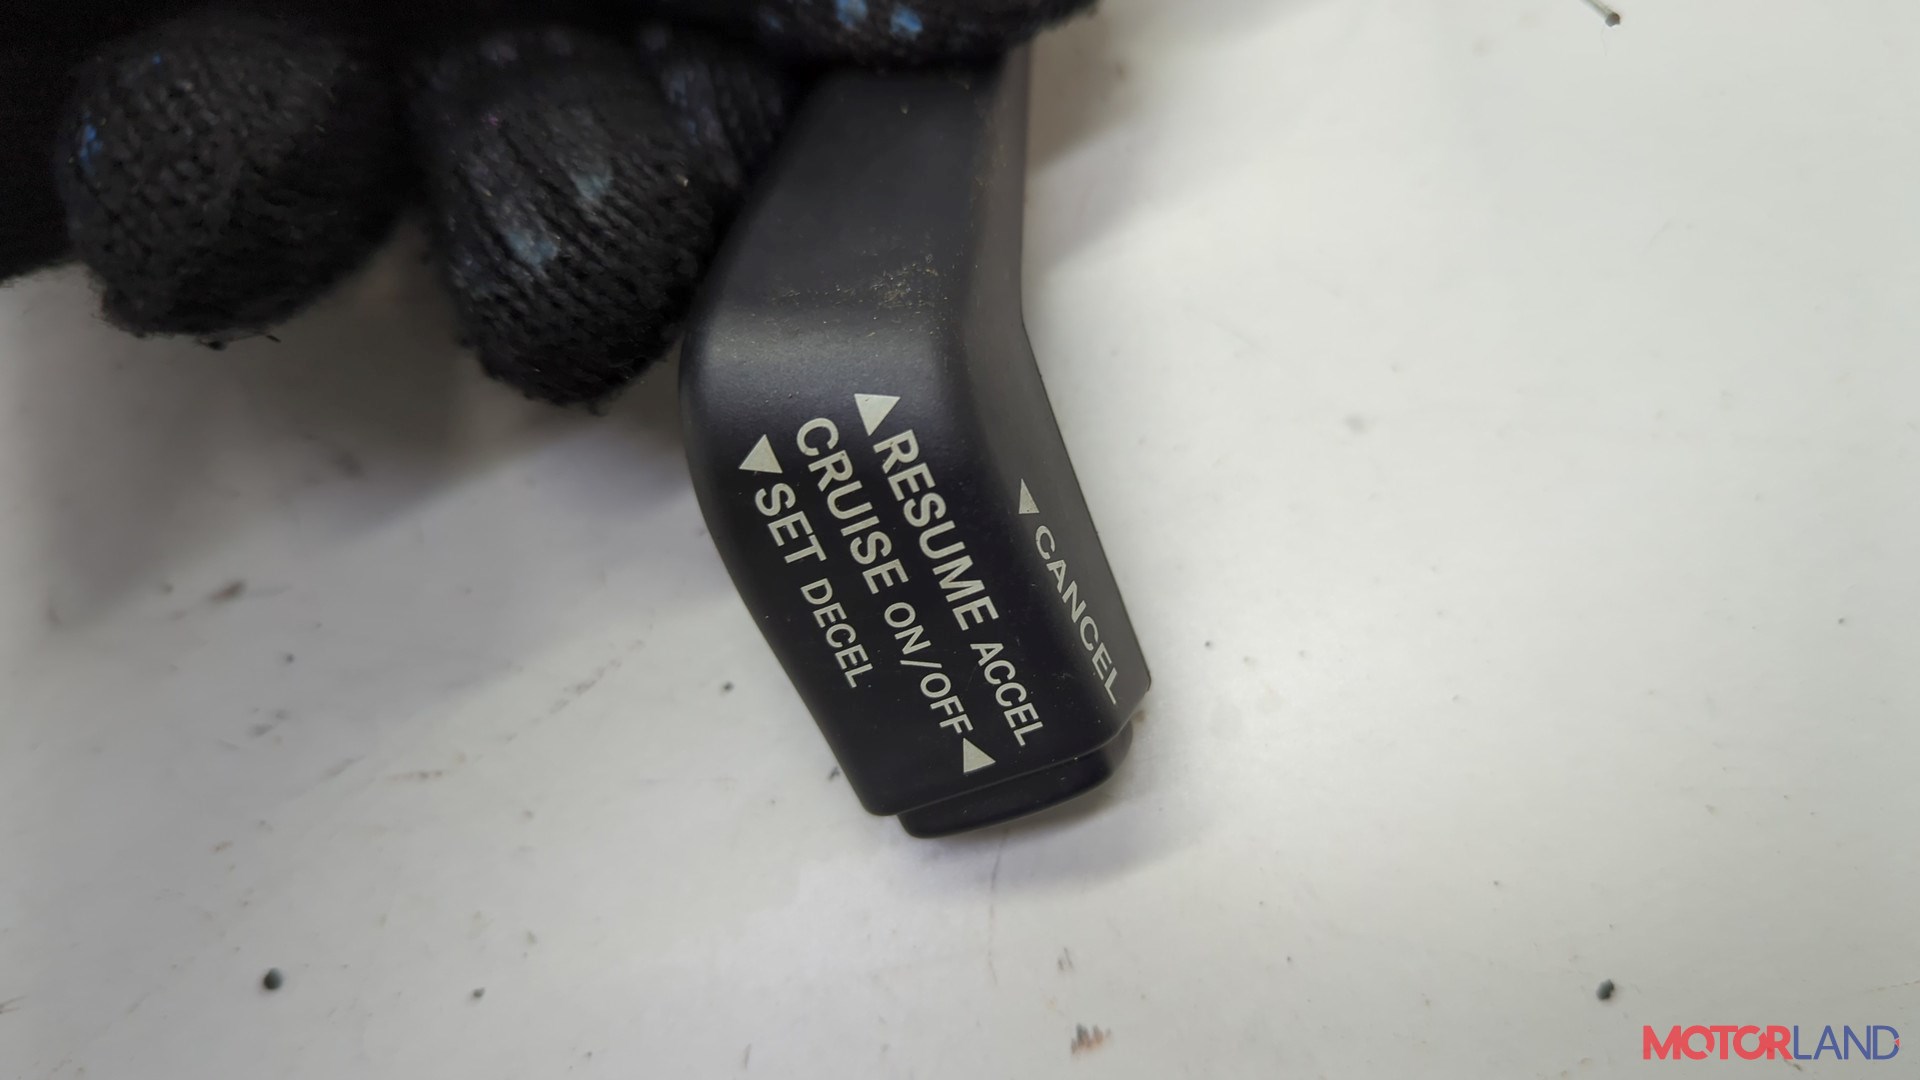 ▲RESUME ACCEL
CRUISE ON/OFF◀
▼SET DECEL
◀CANCEL
MOTORLAND